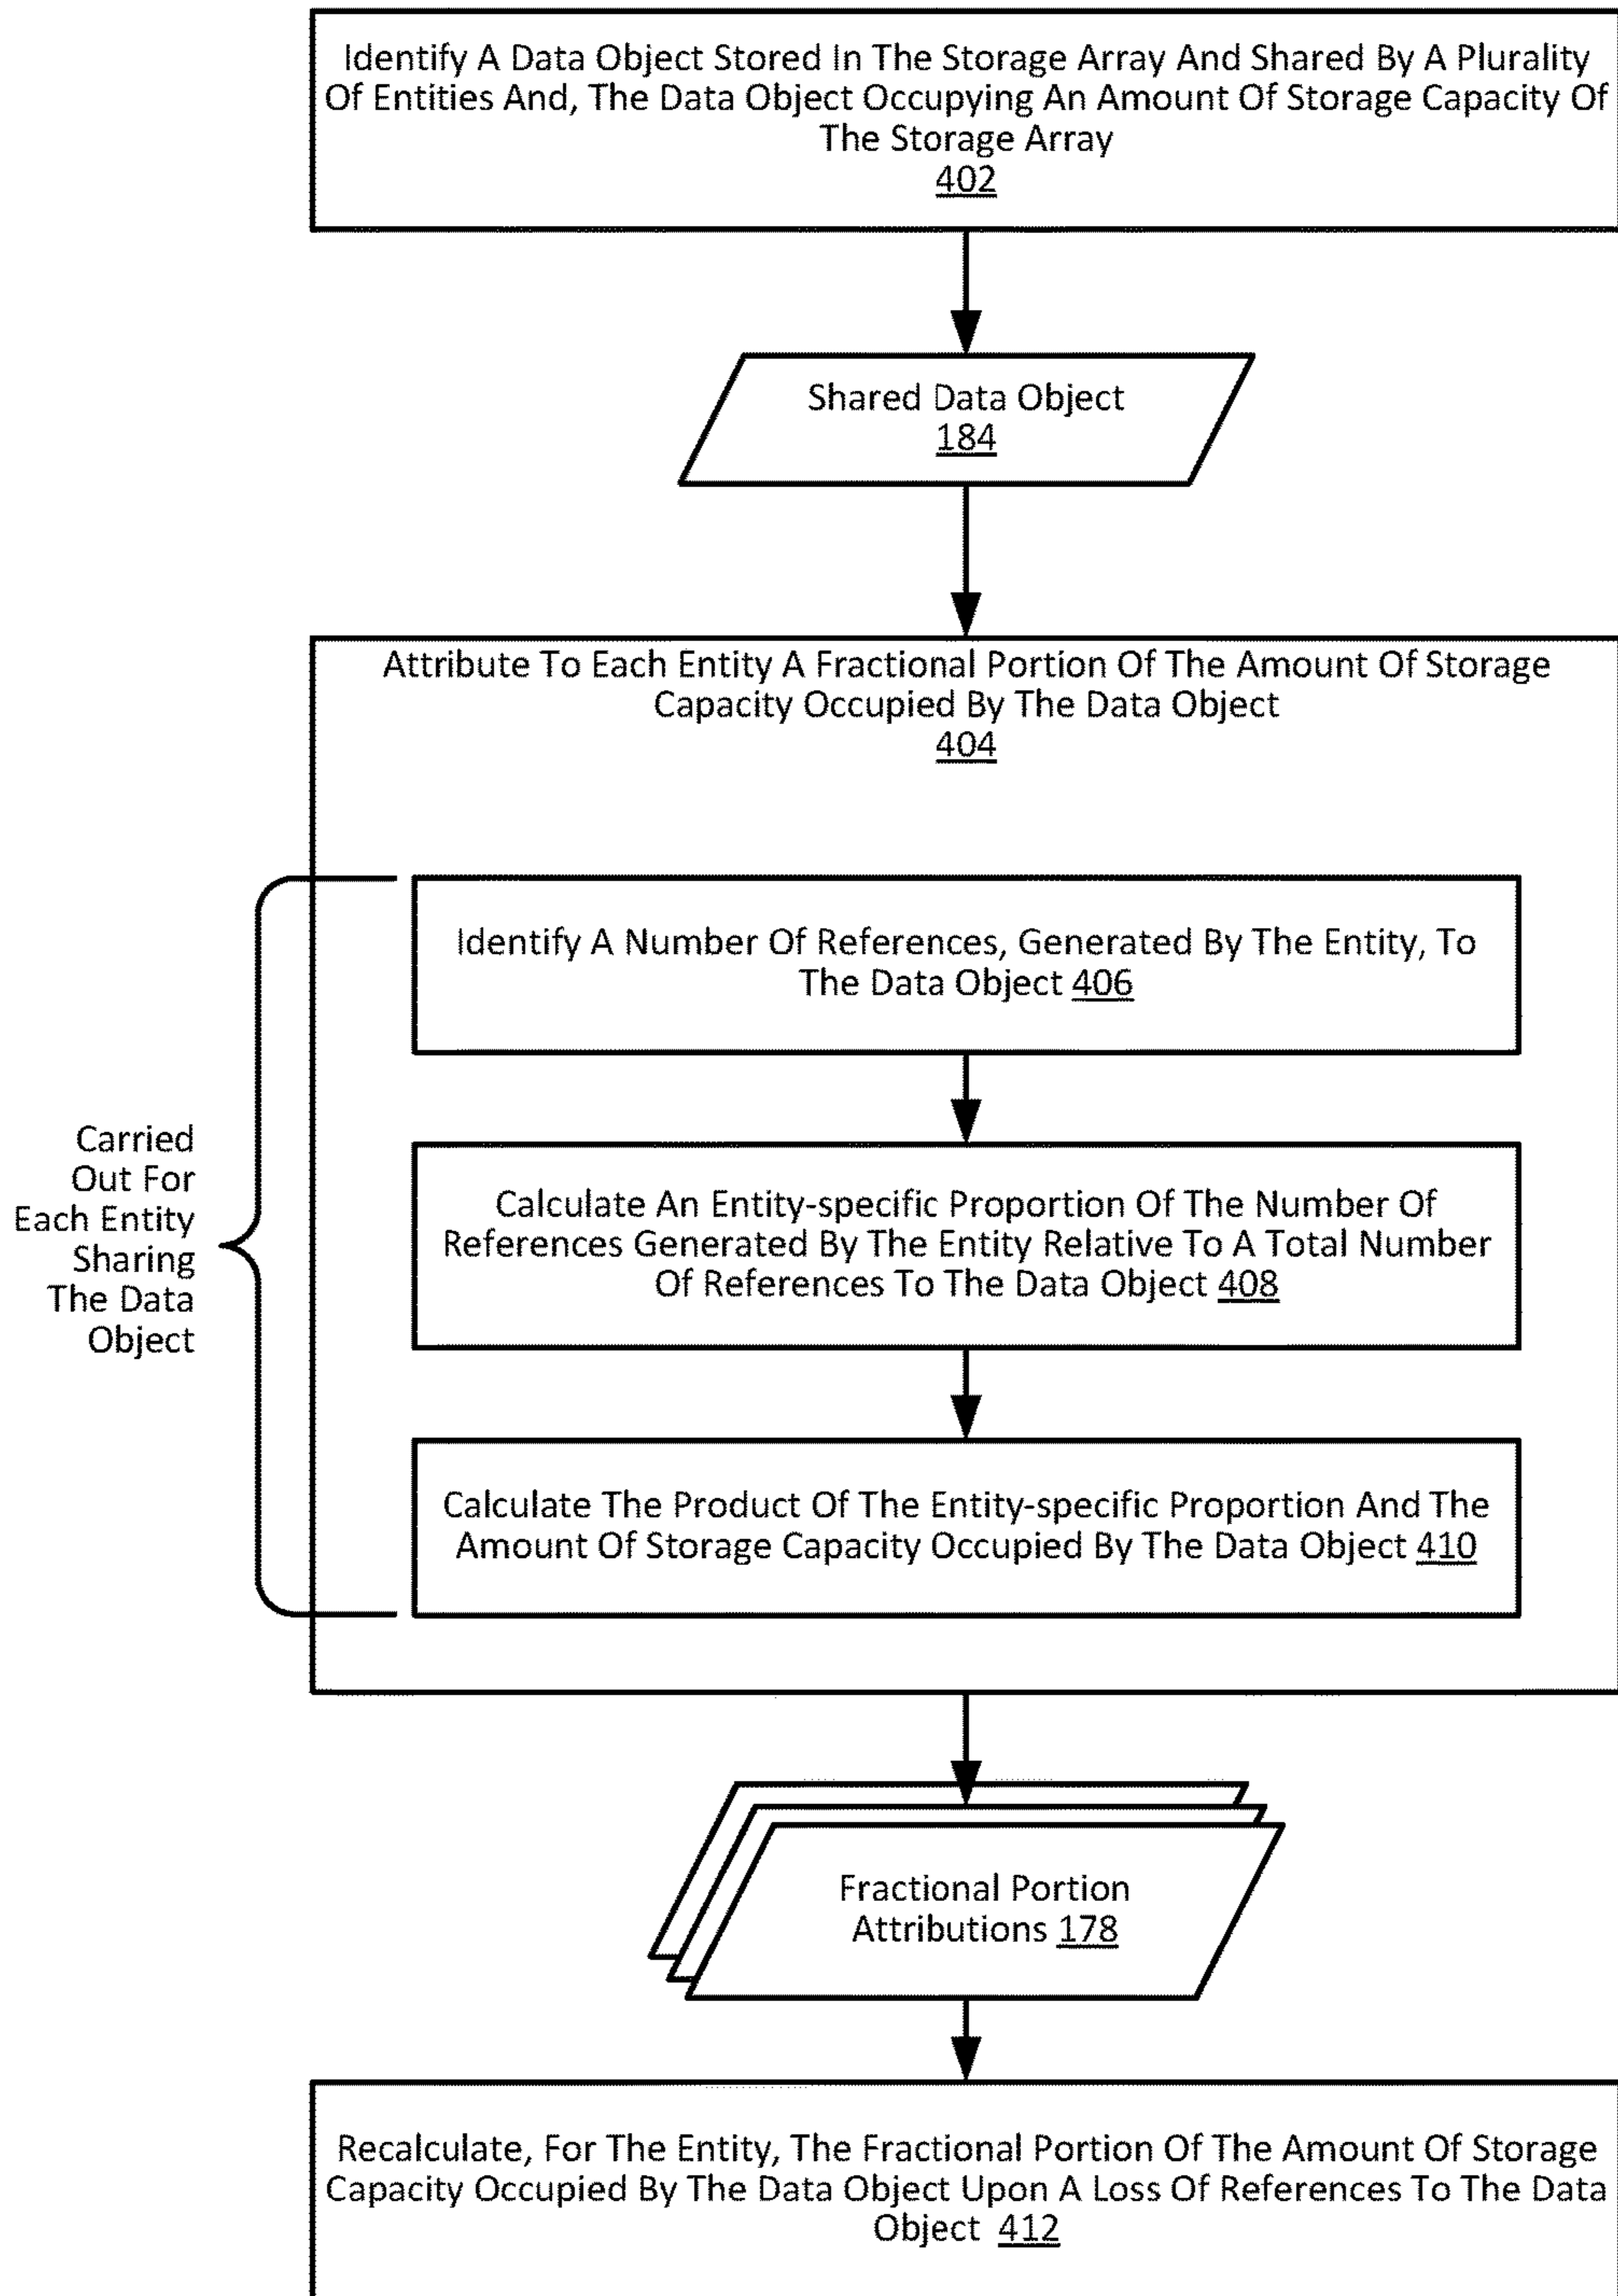 Identify A Data Object Stored In The Storage Array And Shared By A Plurality
Of Entities And, The Data Object Occupying An Amount Of Storage Capacity Of
The Storage Array
402
Shared Data Object
184
Attribute To Each Entity A Fractional Portion Of The Amount Of Storage
Capacity Occupied By The Data Object
404
Identify A Number Of References, Generated By The Entity, To
The Data Object 406
Carried
Out For
Each Entity
Sharing
The Data
Object
Calculate An Entity-specific Proportion Of The Number Of
References Generated By The Entity Relative To A Total Number
Of References To The Data Object 408
Calculate The Product Of The Entity-specific Proportion And The
Amount Of Storage Capacity Occupied By The Data Object 410
Fractional Portion
Attributions 178
Recalculate, For The Entity, The Fractional Portion Of The Amount Of Storage
Capacity Occupied By The Data Object Upon A Loss Of References To The Data
Object 412